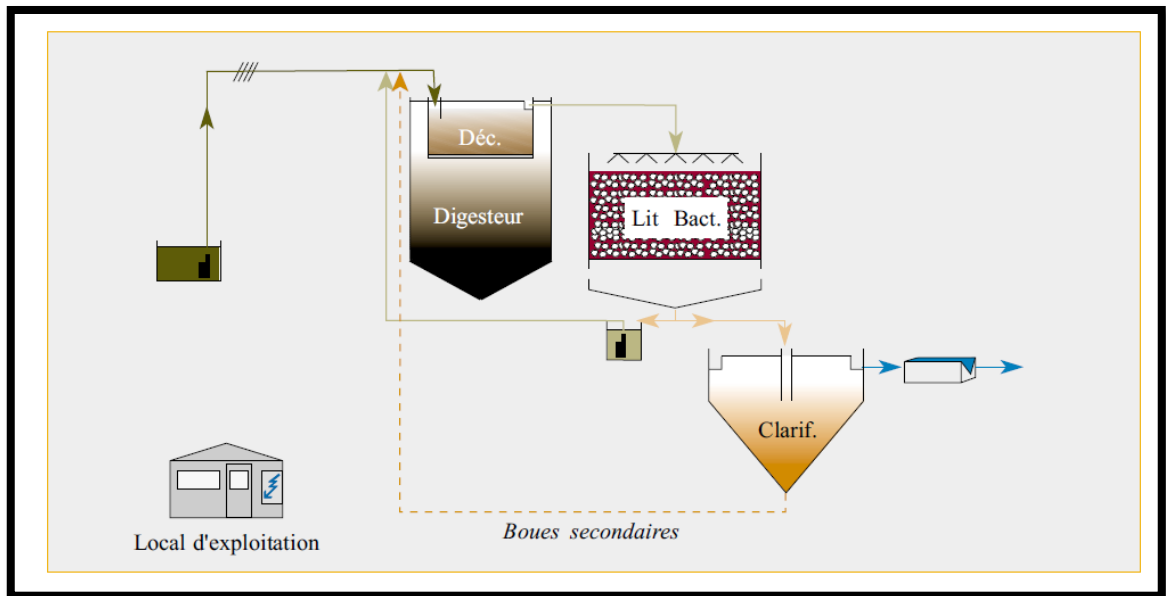 Déc.
Digesteur
Lit Bact.
Clarif.
Boues secondaires
Local d'exploitation